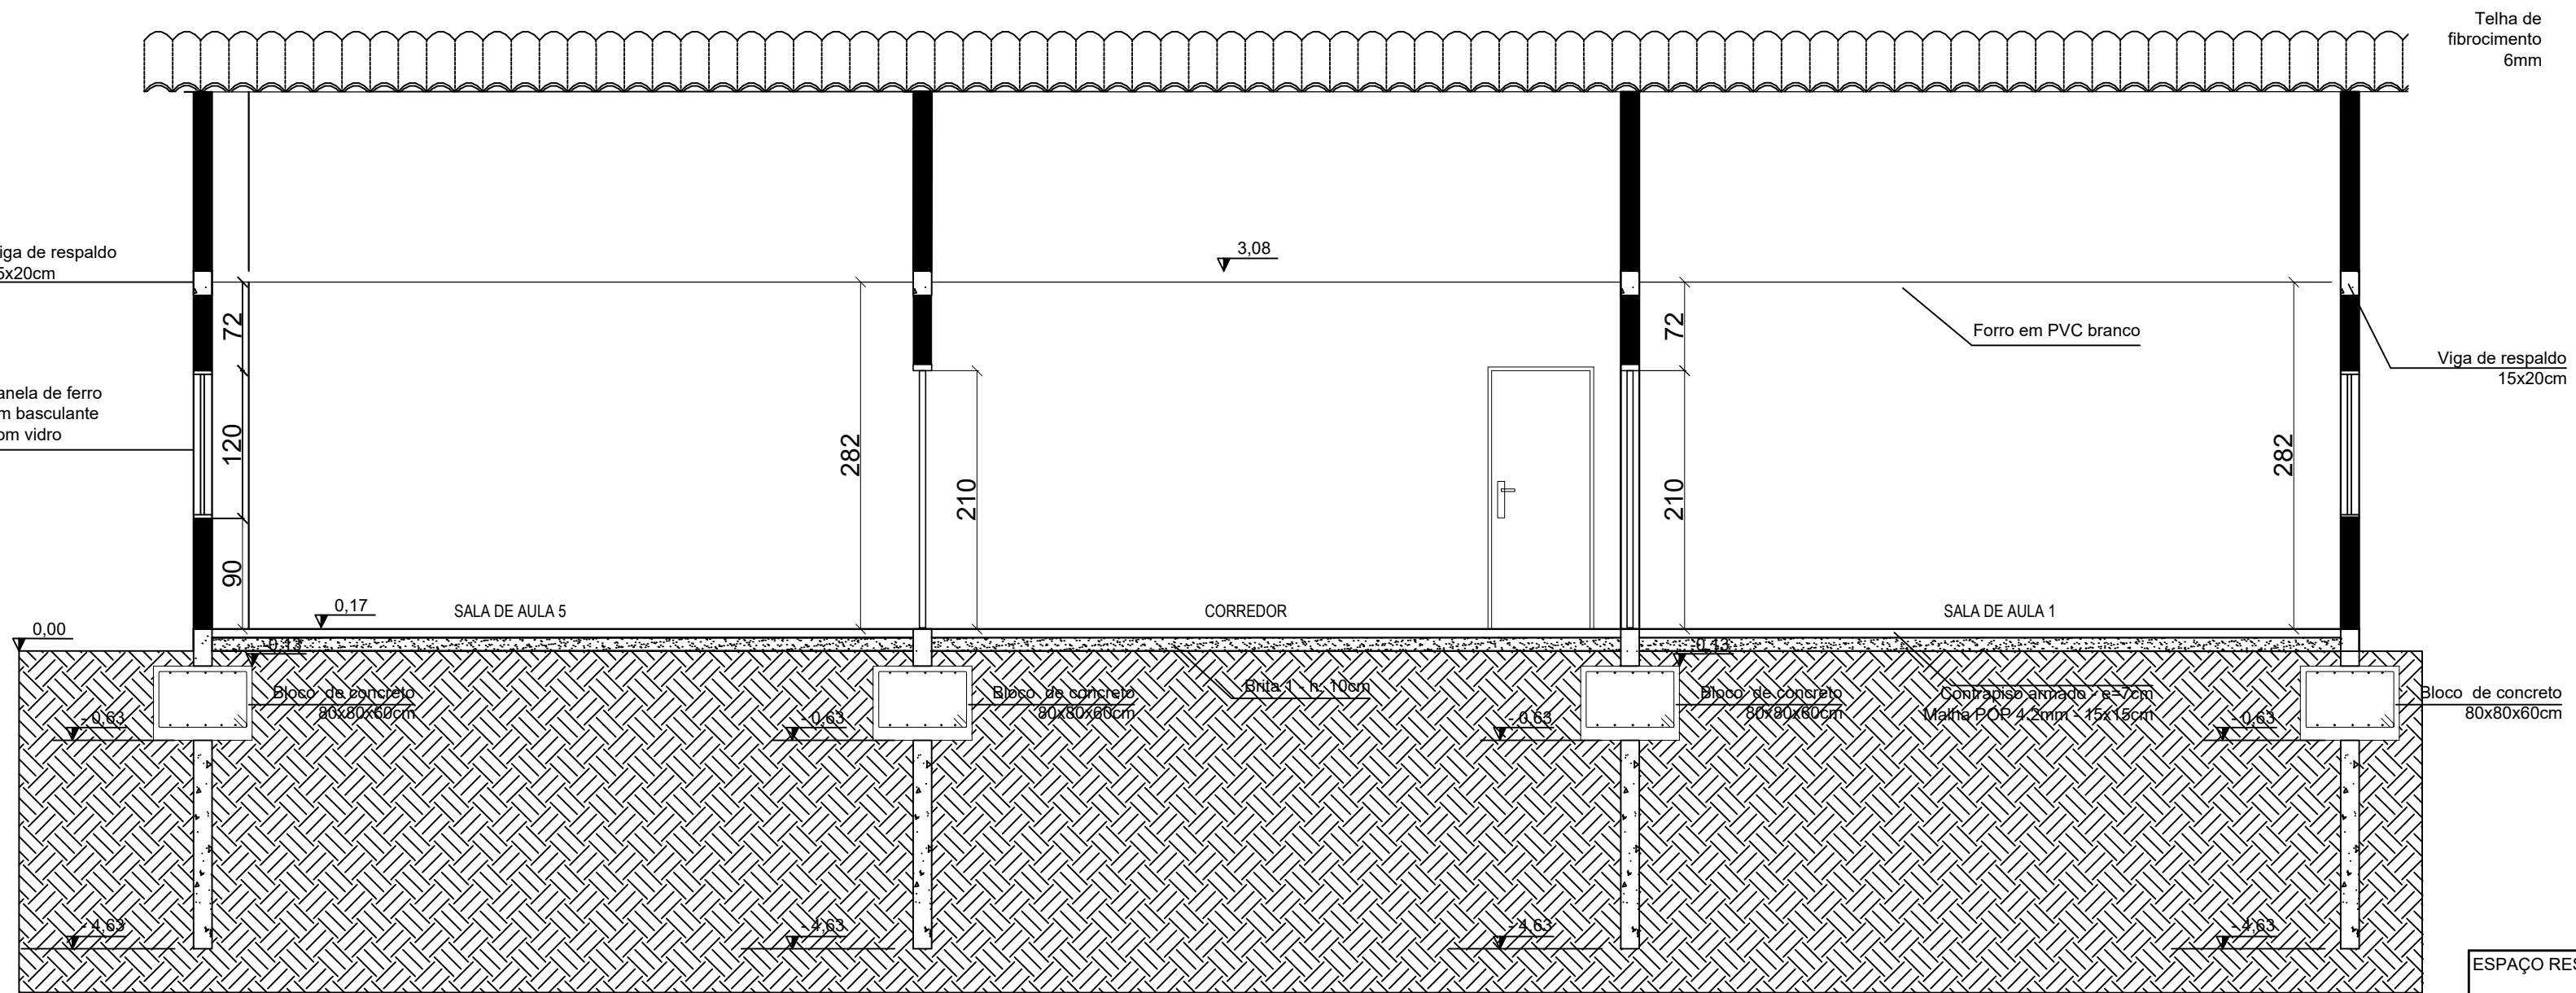 Telha de
fibrocimento
6mm
iga de respaldo
5x20cm
3,08
72
72
Forro em PVC branco
Viga de respaldo
15x20cm
anela de ferro
m basculante
om vidro
120
282
210
210
282
90
0,17
SALA DE AULA 5
CORREDOR
SALA DE AULA 1
0,00
-0,13
-0,13
Bloco de concreto
80x80x60cm
Bloco de concreto
80x80x60cm
Brita 1 - h: 10cm
Bloco de concreto
80x80x60cm
Contrapiso armado - e=7cm
Malha POP 4.2mm - 15x15cm
Bloco de concreto
80x80x60cm
- 0,63
- 0,63
- 0,63
- 0,63
- 4,63
- 4,63
- 4,63
- 4,63
ESPAÇO RES